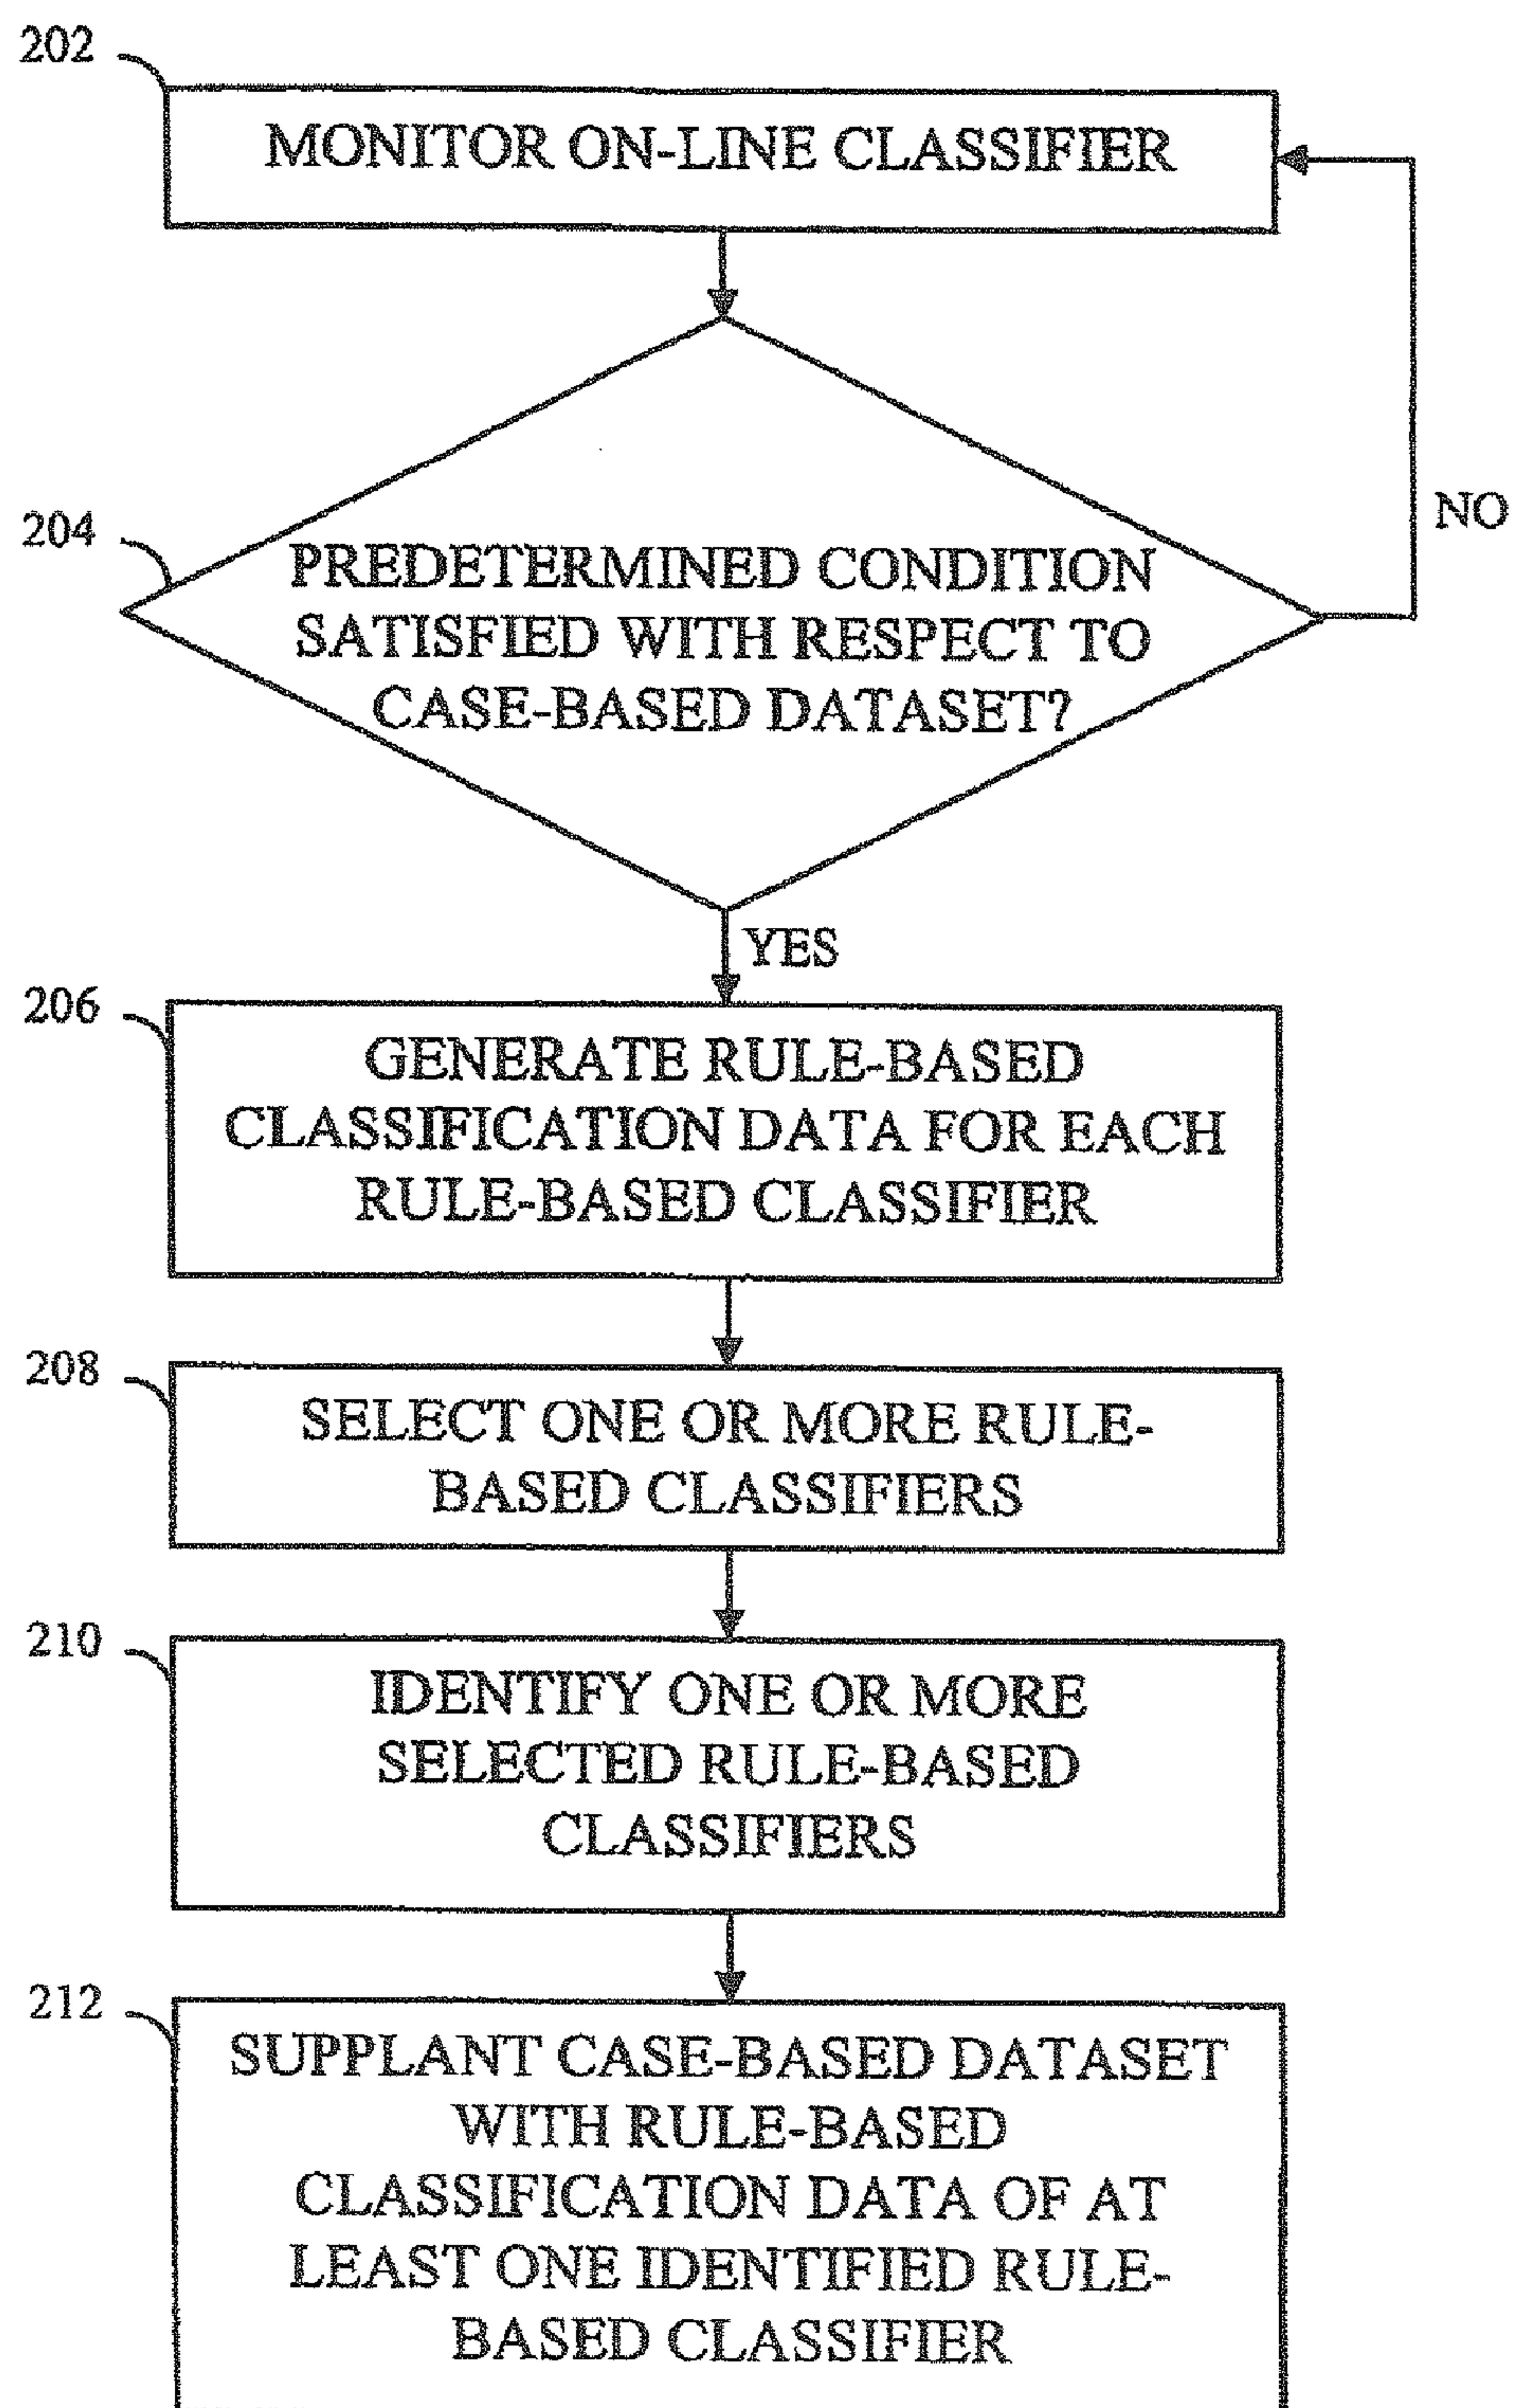 202
MONITOR ON-LINE CLASSIFIER
204
PREDETERMINED CONDITION
SATISFIED WITH RESPECT TO
CASE-BASED DATASET?
NO
YES
206
GENERATE RULE-BASED
CLASSIFICATION DATA FOR EACH
RULE-BASED CLASSIFIER
208
SELECT ONE OR MORE RULE-
BASED CLASSIFIERS
210
IDENTIFY ONE OR MORE
SELECTED RULE-BASED
CLASSIFIERS
212
SUPPLANT CASE-BASED DATASET
WITH RULE-BASED
CLASSIFICATION DATA OF AT
LEAST ONE IDENTIFIED RULE-
BASED CLASSIFIER